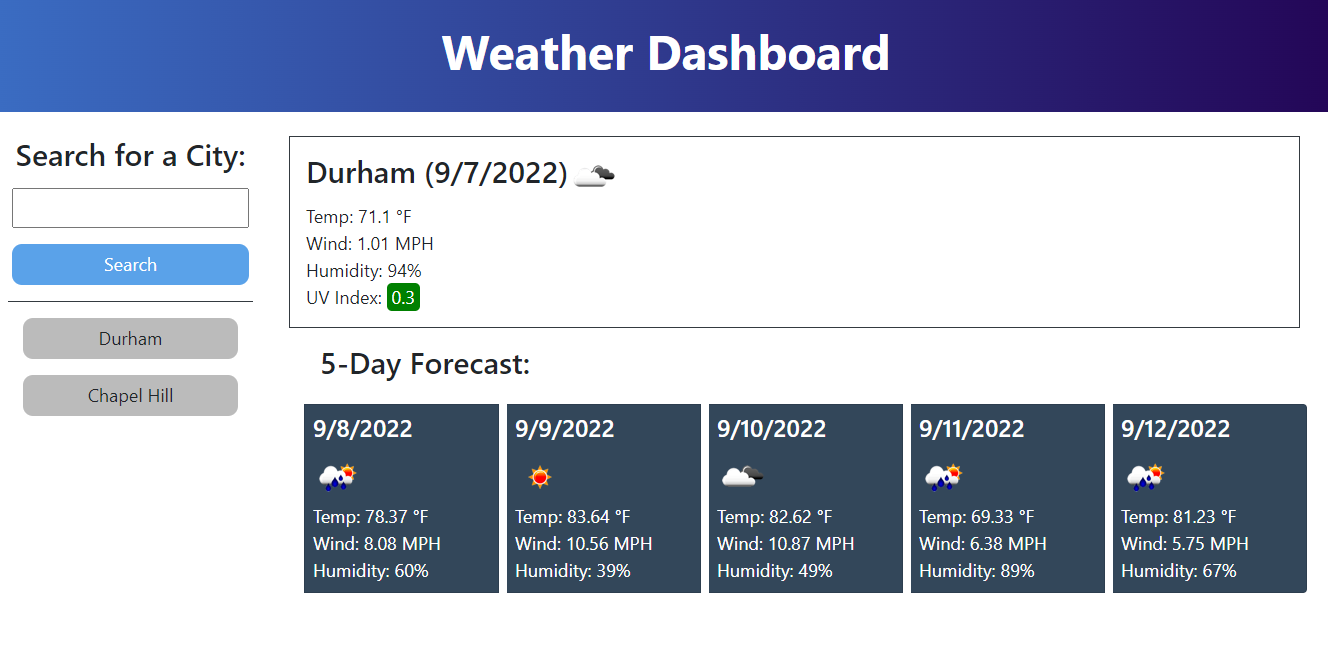 Weather Dashboard
Search for a City:
Search
Durham
Chapel Hill
Durham (9/7/2022)
Temp: 71.1 °F
Wind: 1.01 MPH
Humidity: 94%
UV Index: 0.3
5-Day Forecast:
9/8/2022
Temp: 78.37 °F
Wind: 8.08 MPH
Humidity: 60%
9/9/2022
Temp: 83.64 °F
Wind: 10.56 MPH
Humidity: 39%
9/10/2022
Temp: 82.62 °F
Wind: 10.87 MPH
Humidity: 49%
9/11/2022
Temp: 69.33 °F
Wind: 6.38 MPH
Humidity: 89%
9/12/2022
Temp: 81.23 °F
Wind: 5.75 MPH
Humidity: 67%